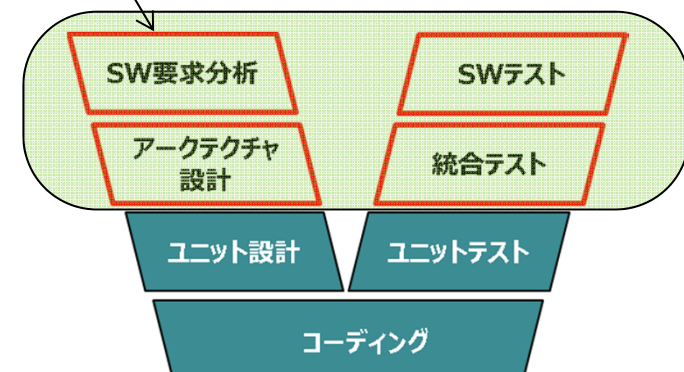 SW要求分析
SWテスト
アークテクチャ
設計
統合テスト
ユニット設計
ユニットテスト
コーディング